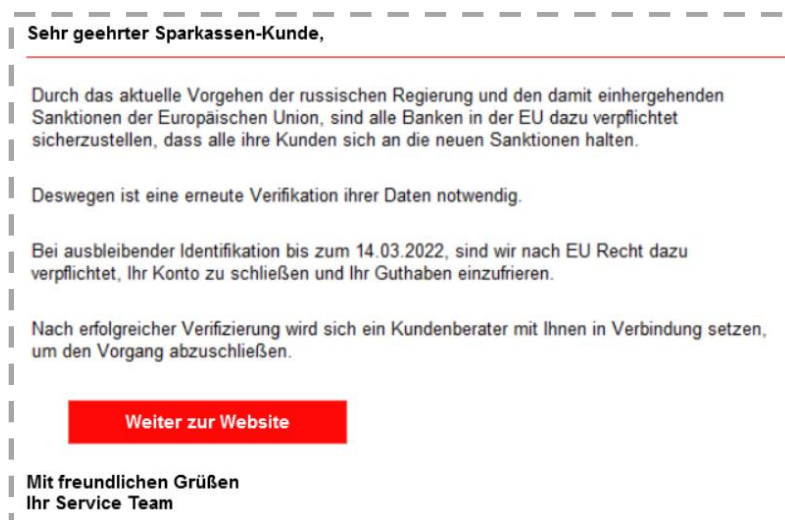 Sehr geehrter Sparkassen-Kunde,
Durch das aktuelle Vorgehen der russischen Regierung und den damit einhergehenden
Sanktionen der Europäischen Union, sind alle Banken in der EU dazu verpflichtet
sicherzustellen, dass alle ihre Kunden sich an die neuen Sanktionen halten.
Deswegen ist eine erneute Verifikation ihrer Daten notwendig.
Bei ausbleibender Identifikation bis zum 14.03.2022, sind wir nach EU Recht dazu
verpflichtet, Ihr Konto zu schließen und Ihr Guthaben einzufrieren.
Nach erfolgreicher Verifizierung wird sich ein Kundenberater mit Ihnen in Verbindung setzen,
um den Vorgang abzuschließen.
Weiter zur Website
Mit freundlichen Grüßen
Ihr Service Team